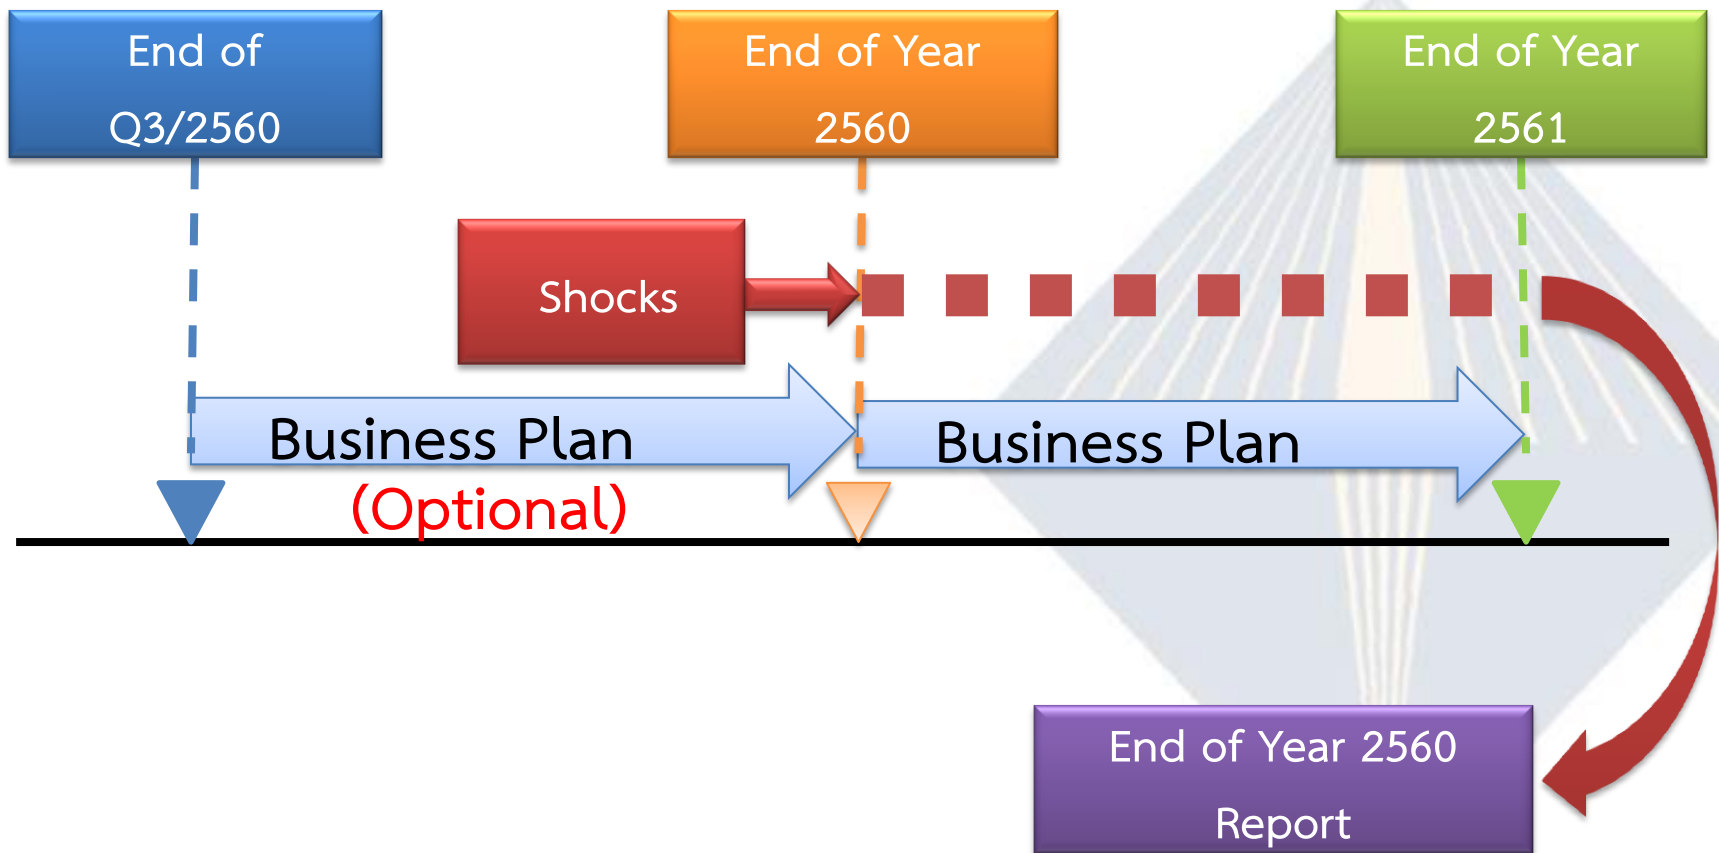 End of
Q3/2560
End of Year
2560
End of Year
2561
Shocks
Business Plan
(Optional)
Business Plan
End of Year 2560
Report